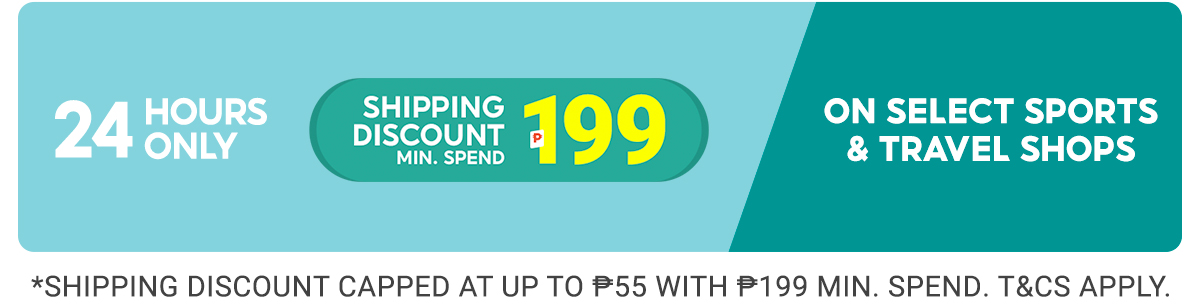 24 HOURS
ONLY
SHIPPING
DISCOUNT
MIN. SPEND
₱199
ON SELECT SPORTS
& TRAVEL SHOPS
*SHIPPING DISCOUNT CAPPED AT UP TO ₱55 WITH ₱199 MIN. SPEND. T&CS APPLY.